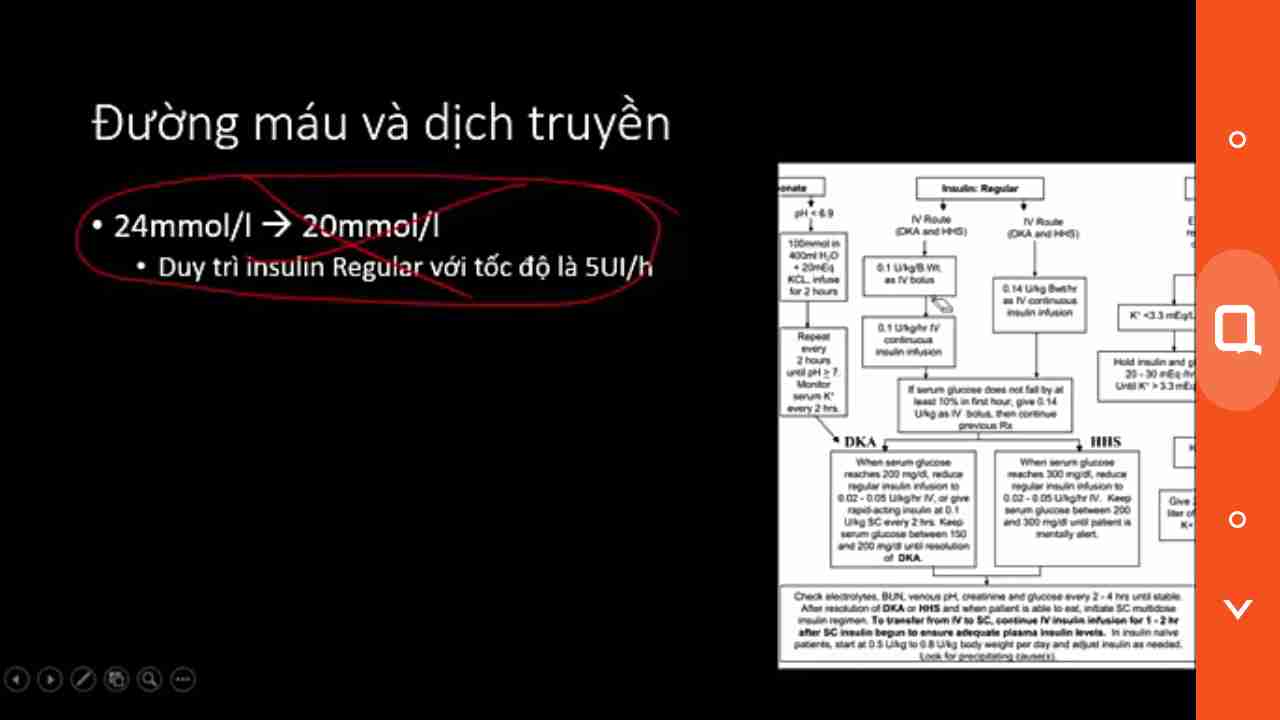 Đường máu và dịch truyền
• 24mmol/l → 20mmol/l
• Duy trì insulin Regular với tốc độ là 5UI/h
onate
pH < 6.9
100mmol in
400ml H₂O
+ 20mEq
KCL, infuse
for 2 hours
Repeat
every
2 hours
until pH ≥ 7.
Monitor
serum K⁺
every 2 hrs.
Insulin: Regular
IV Route
(DKA and HHS)
IV Route
(DKA and HHS)
0.1 U/kg/B.Wt.
as IV bolus
0.1 U/kg/hr IV
continuous
insulin infusion
0.14 U/kg Bwt/hr
as IV continuous
insulin infusion
If serum glucose does not fall by at
least 10% in first hour, give 0.14
U/kg as IV bolus, then continue
previous Rx
DKA
HHS
When serum glucose
reaches 200 mg/dl, reduce
regular insulin infusion to
0.02 - 0.05 U/kg/hr IV, or give
rapid-acting insulin at 0.1
U/kg SC every 2 hrs. Keep
serum glucose between 150
and 200 mg/dl until resolution
of DKA.
When serum glucose
reaches 300 mg/dl, reduce
regular insulin infusion to
0.02 - 0.05 U/kg/hr IV. Keep
serum glucose between 200
and 300 mg/dl until patient is
mentally alert.
K⁺ <3.3 mEq/
Hold insulin and
20 - 30 mEq/h
Until K⁺ > 3.3 mEq
Give
liter of
K+
Check electrolytes, BUN, venous pH, creatinine and glucose every 2 - 4 hrs until stable.
After resolution of DKA or HHS and when patient is able to eat, initiate SC multidose
insulin regimen. To transfer from IV to SC, continue IV insulin infusion for 1 - 2 hr
after SC insulin begun to ensure adequate plasma insulin levels. In insulin naive
patients, start at 0.5 U/kg to 0.8 U/kg body weight per day and adjust insulin as needed.
Look for precipitating cause(s).